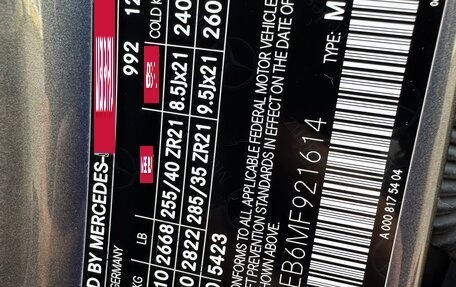 D BY MERCEDES-
GERMANY
992 12
COLD K
KG LB
10 2668 255/40 ZR21 8.5Jx21 240
0 2822 285/35 ZR21 9.5Jx21 260
5423
CONFORMS TO ALL APPLICABLE FEDERAL MOTOR VEHICLE
FT PREVENTION STANDARDS IN EFFECT ON THE DATE OF
SHOWN ABOVE.
EB6MF921614
TYPE: M
A 000 817 54 04